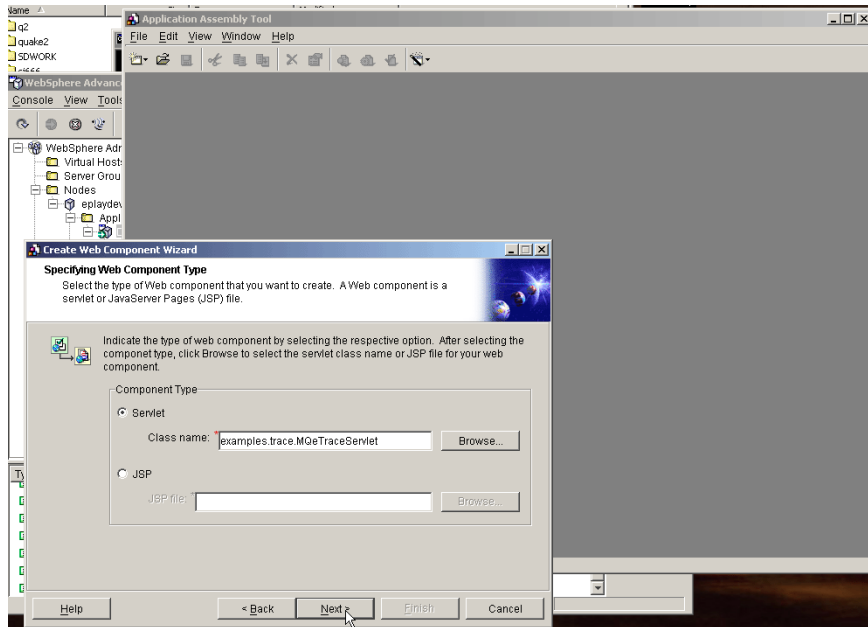 Name
q2
quake2
SDWORK
Application Assembly Tool
File Edit View Window Help
WebSphere Advanc
Console View Tools
WebSphere Adr
Virtual Host
Server Grou
Nodes
eplaydev
Appl
Create Web Component Wizard
Specifying Web Component Type
Select the type of Web component that you want to create. A Web component is a
servlet or JavaServer Pages (JSP) file.
Indicate the type of web component by selecting the respective option. After selecting the
componet type, click Browse to select the servlet class name or JSP file for your web
component.
Component Type
Servlet
Class name: *examples.trace.MQeTraceServlet Browse...
JSP
JSP file: * Browse...
Ty
Help < Back Next > Finish Cancel